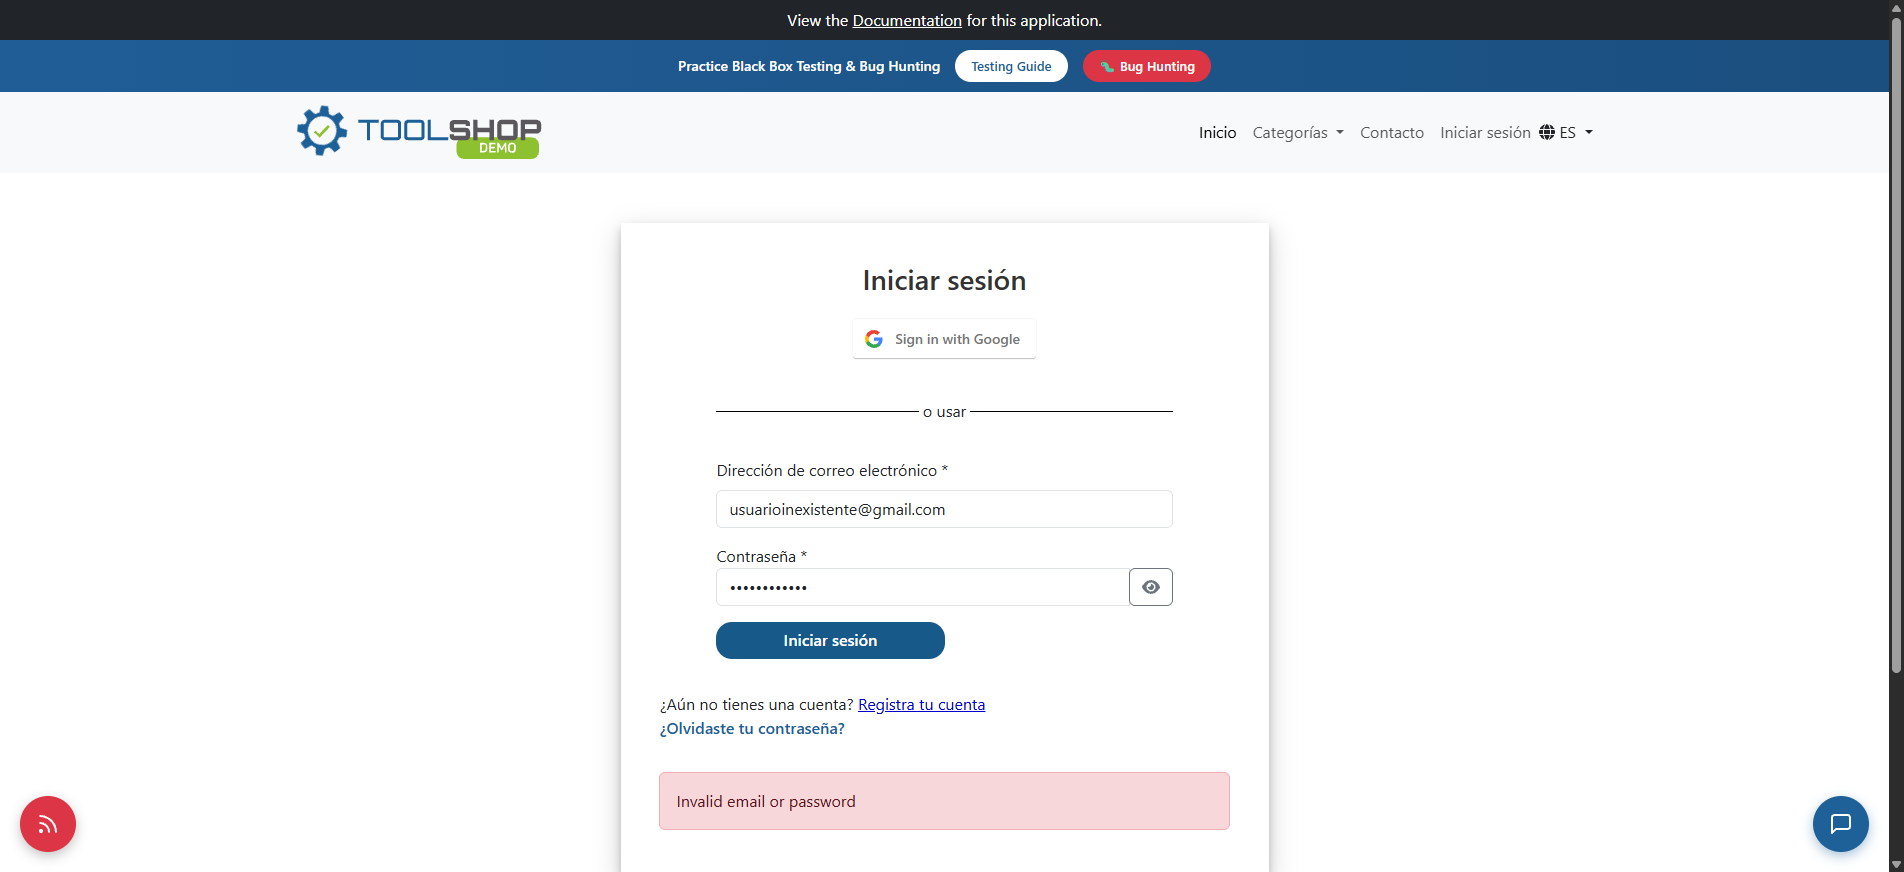 View the Documentation for this application.
Practice Black Box Testing & Bug Hunting Testing Guide Bug Hunting
TOOLSHOP
DEMO
Inicio Categorías Contacto Iniciar sesión ES
Iniciar sesión
Sign in with Google
o usar
Dirección de correo electrónico *
usuarioinexistente@gmail.com
Contraseña *
••••••••••••
Iniciar sesión
¿Aún no tienes una cuenta? Registra tu cuenta
¿Olvidaste tu contraseña?
Invalid email or password